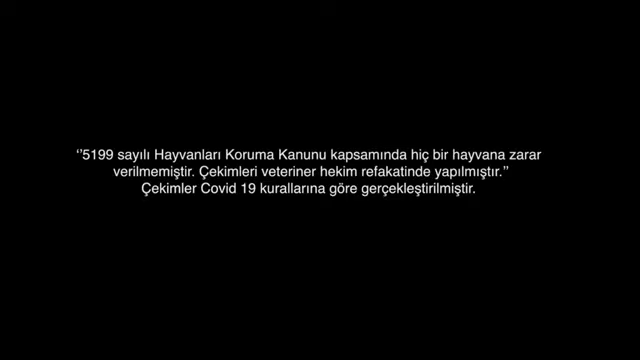 ‘’5199 sayılı Hayvanları Koruma Kanunu kapsamında hiç bir hayvana zarar
verilmemiştir. Çekimleri veteriner hekim refakatinde yapılmıştır.’’
Çekimler Covid 19 kurallarına göre gerçekleştirilmiştir.